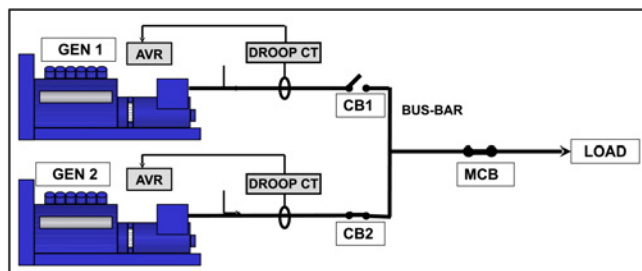 GEN 1
AVR
DROOP CT
CB1
BUS-BAR
MCB
LOAD
GEN 2
AVR
DROOP CT
CB2